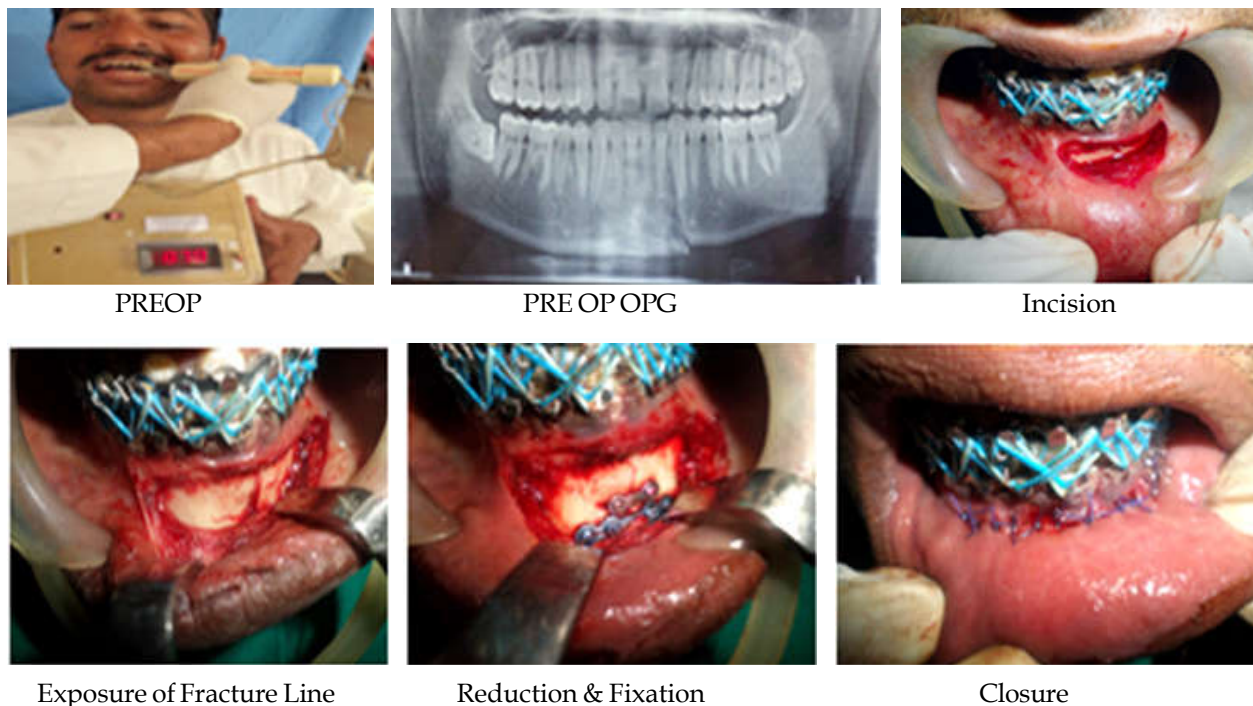 PREOP
PRE OP OPG
Incision
Exposure of Fracture Line
Reduction & Fixation
Closure